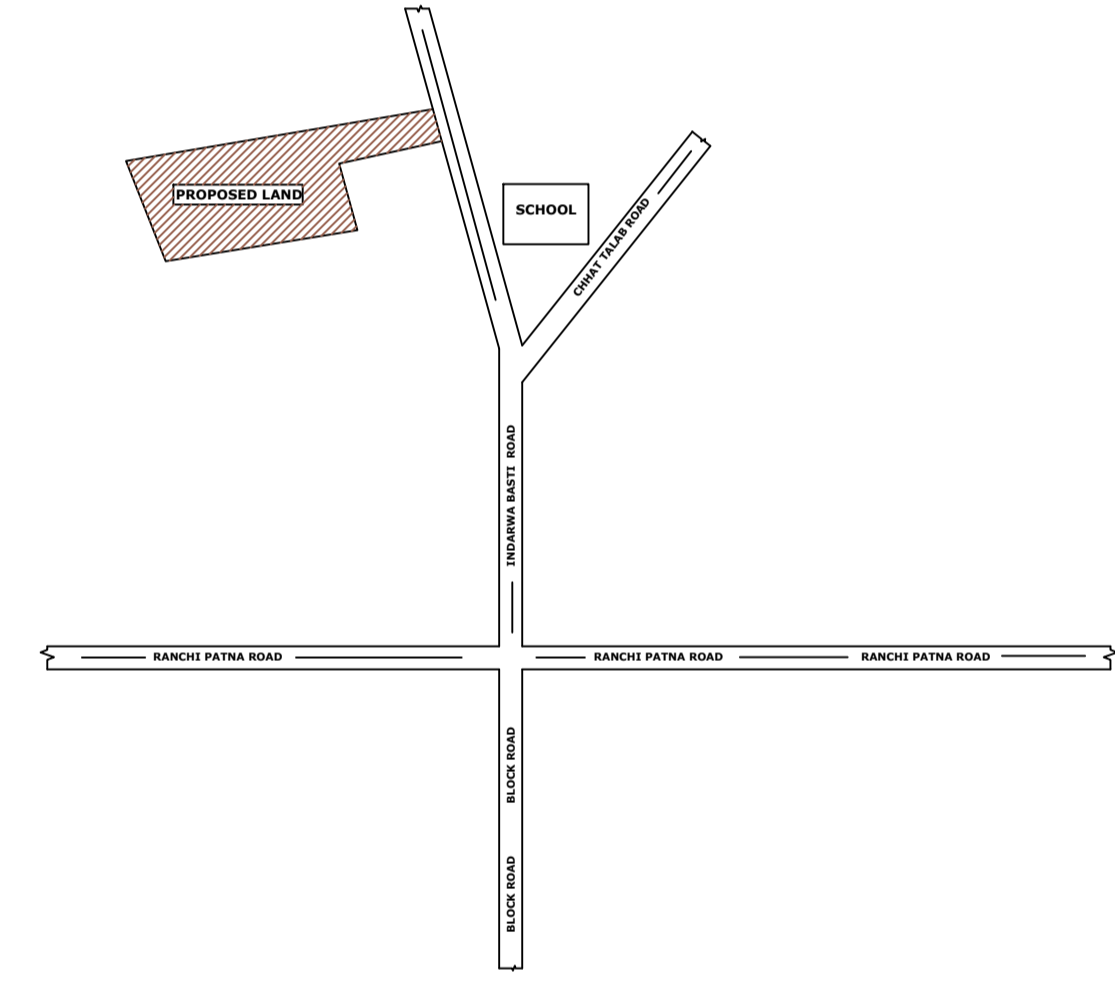 PROPOSED LAND
SCHOOL
CHHAT TALAB ROAD
INDARWA BASTI ROAD
RANCHI PATNA ROAD
RANCHI PATNA ROAD
RANCHI PATNA ROAD
BLOCK ROAD
BLOCK ROAD